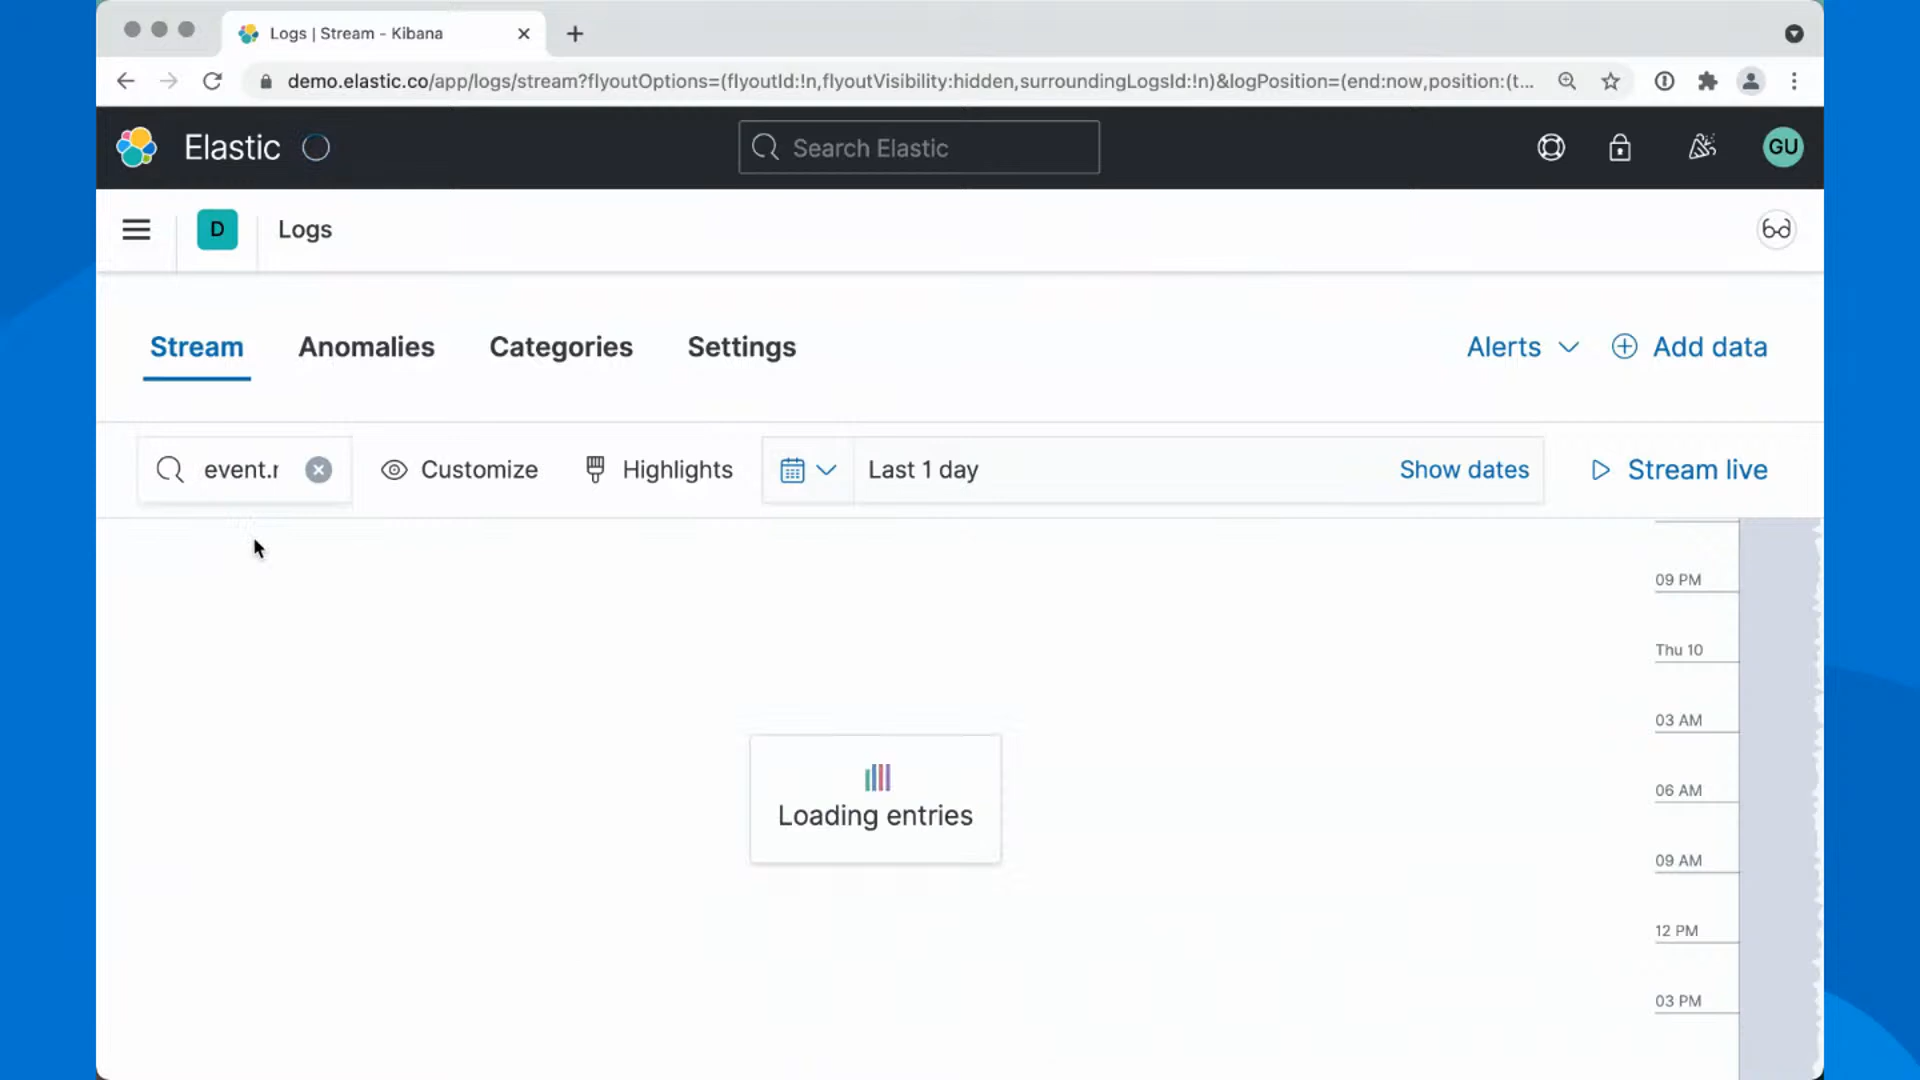 Logs | Stream - Kibana
demo.elastic.co/app/logs/stream?flyoutOptions=(flyoutId:!n,flyoutVisibility:hidden,surroundingLogsId:!n)&logPosition=(end:now,position:(t...
Elastic
Search Elastic
GU
D
Logs
Stream
Anomalies
Categories
Settings
Alerts
Add data
event.r
Customize
Highlights
Last 1 day
Show dates
Stream live
09 PM
Thu 10
03 AM
06 AM
Loading entries
09 AM
12 PM
03 PM